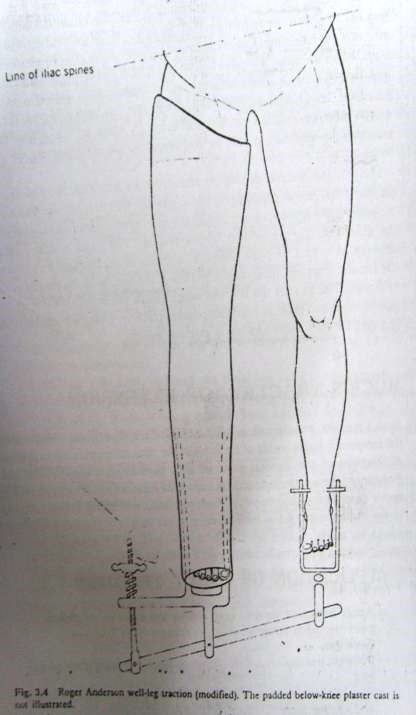 Line of iliac spines
Fig. 3.4 Roger Anderson well-leg traction (modified). The padded below-knee plaster cast is
not illustrated.